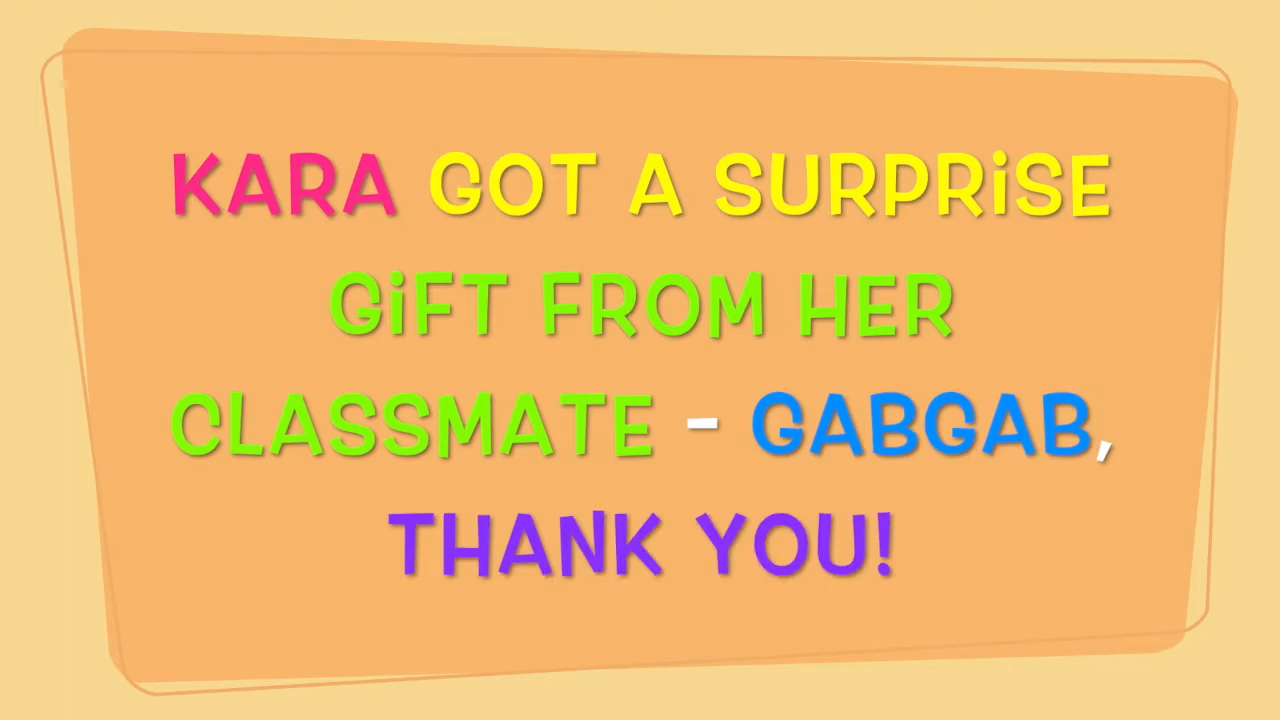 KARA GOT A SURPRiSE
GiFT FROM HER
CLASSMATE - GABGAB,
THANK YOU!